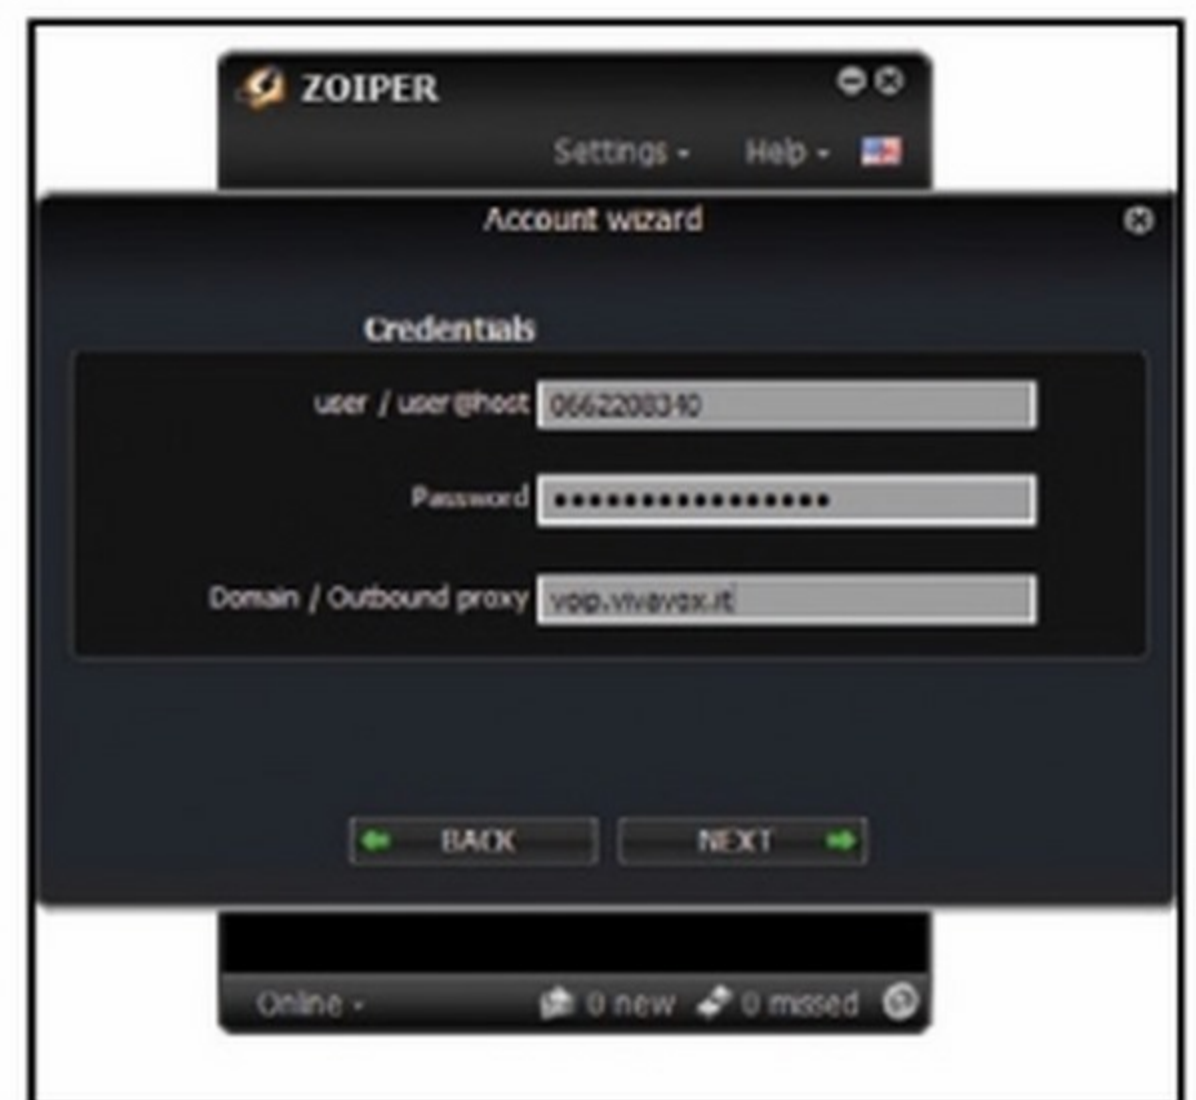 ZOIPER
Settings Help
Account wizard
Credentials
user / user@host 0662208340
Password ••••••••••••••••
Domain / Outbound proxy voip.vivavox.it
BACK NEXT
Online 0 new 0 missed